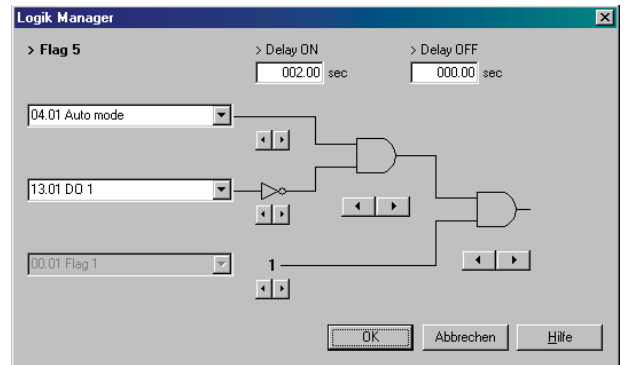 Logik Manager
> Flag 5
> Delay ON
> Delay OFF
002.00 sec
000.00 sec
04.01 Auto mode
13.01 DO 1
00.01 Flag 1
1
OK
Abbrechen
Hilfe